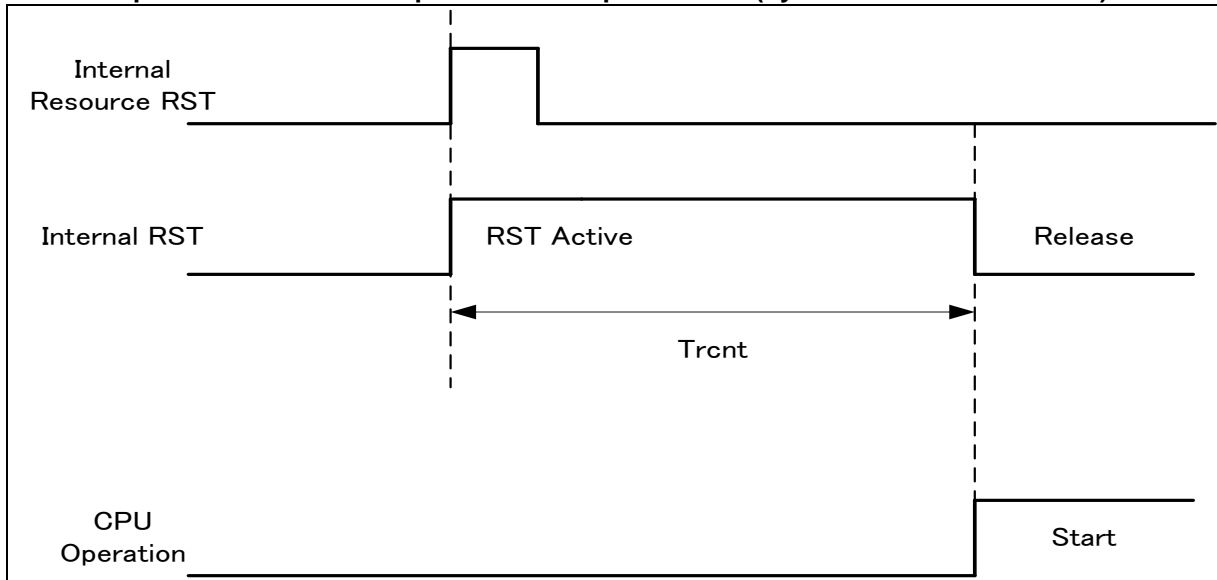 Internal
Resource RST
Internal RST
RST Active
Release
Trcnt
CPU
Operation
Start